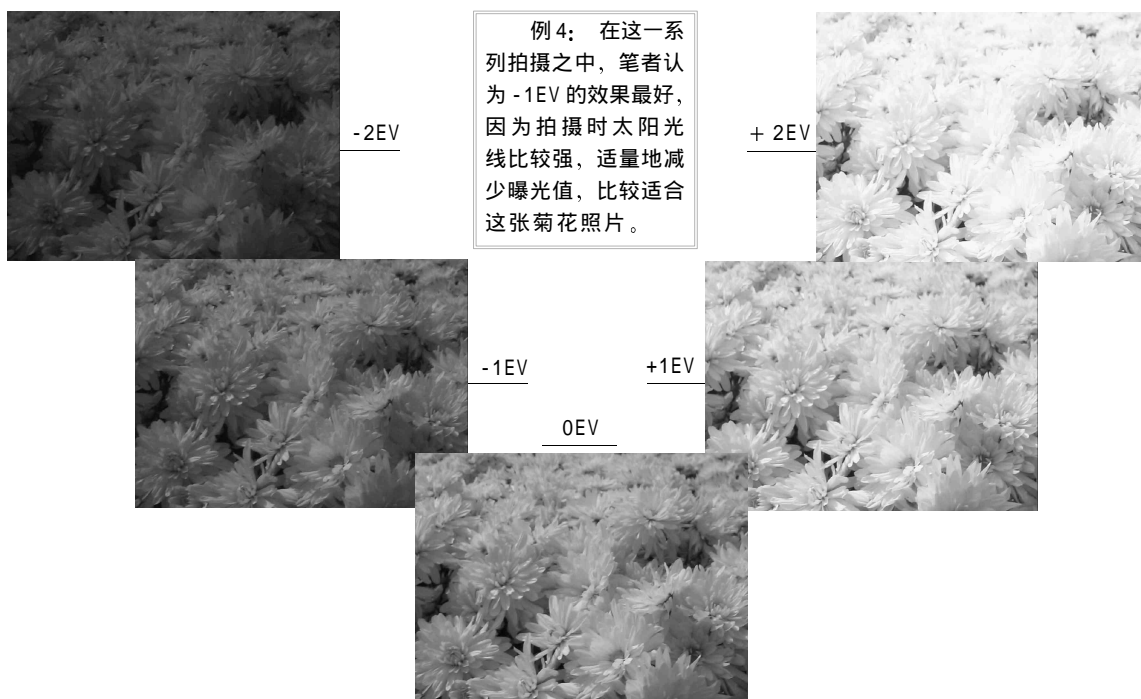 例4： 在这一系
列拍摄之中，笔者认
为-1EV的效果最好，
因为拍摄时太阳光
线比较强，适量地减
少曝光值，比较适合
这张菊花照片。
-2EV
+ 2EV
-1EV
+1EV
0EV